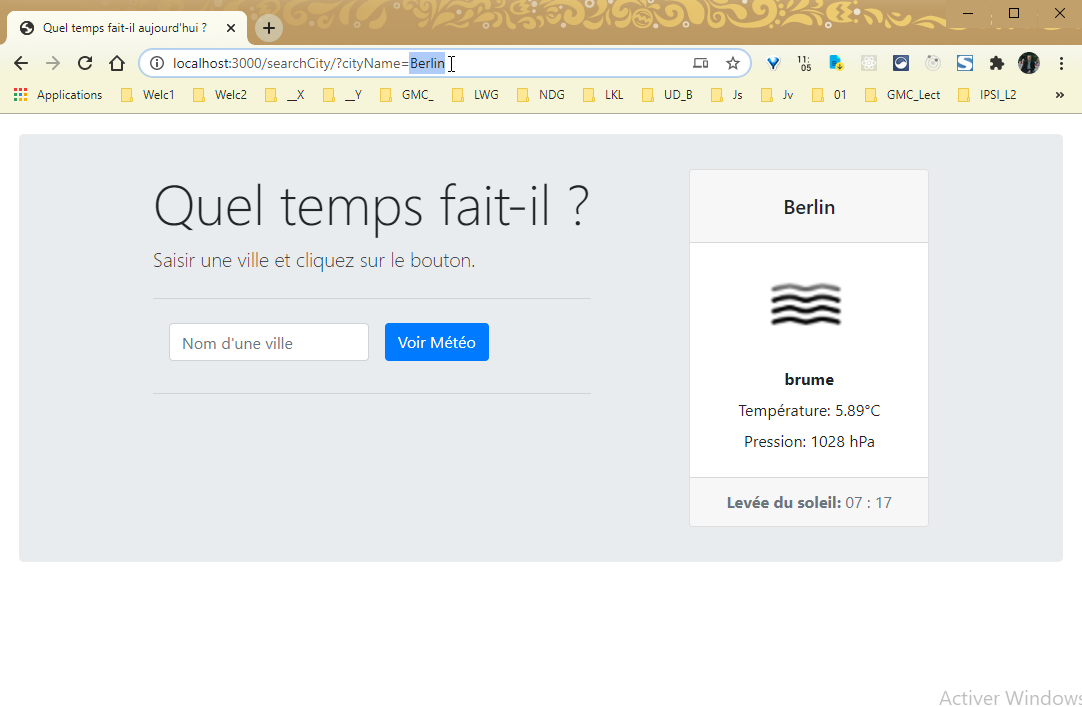 Quel temps fait-il aujourd'hui ?
localhost:3000/searchCity/?cityName=Berlin
11:
05
Applications Welc1 Welc2 __X __Y GMC_ LWG NDG LKL UD_B Js Jv 01 GMC_Lect IPSI_L2 »
Quel temps fait-il ?
Saisir une ville et cliquez sur le bouton.
Nom d'une ville
Voir Météo
Berlin
brume
Température: 5.89°C
Pression: 1028 hPa
Levée du soleil: 07 : 17
Activer Windows